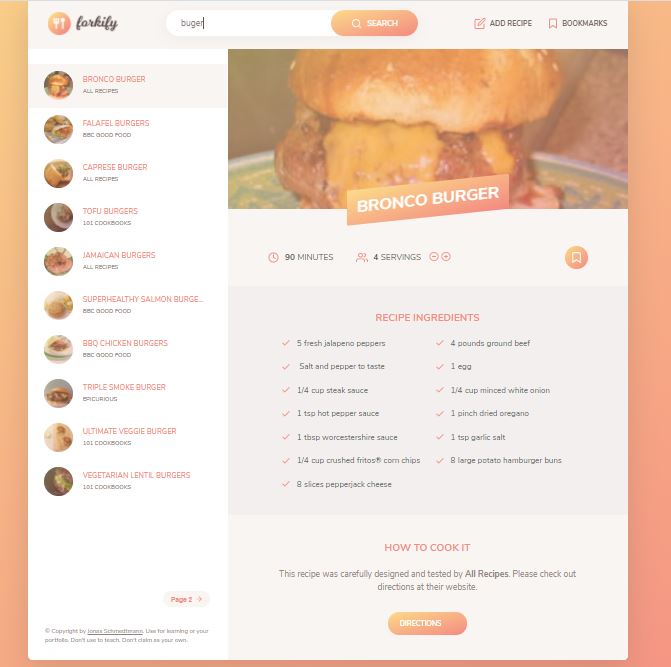 forkify
buger
SEARCH
ADD RECIPE
BOOKMARKS
BRONCO BURGER
ALL RECIPES
FALAFEL BURGERS
BBC GOOD FOOD
CAPRESE BURGER
ALL RECIPES
TOFU BURGERS
101 COOKBOOKS
JAMAICAN BURGERS
ALL RECIPES
SUPERHEALTHY SALMON BURGE...
BBC GOOD FOOD
BBQ CHICKEN BURGERS
BBC GOOD FOOD
TRIPLE SMOKE BURGER
EPICURIOUS
ULTIMATE VEGGIE BURGER
101 COOKBOOKS
VEGETARIAN LENTIL BURGERS
101 COOKBOOKS
Page 2
© Copyright by Jonas Schmedtmann. Use for learning or your
portfolio. Don't use to teach. Don't claim as your own.
BRONCO BURGER
90 MINUTES
4 SERVINGS
RECIPE INGREDIENTS
5 fresh jalapeno peppers
4 pounds ground beef
Salt and pepper to taste
1 egg
1/4 cup steak sauce
1/4 cup minced white onion
1 tsp hot pepper sauce
1 pinch dried oregano
1 tbsp worcestershire sauce
1 tsp garlic salt
1/4 cup crushed fritos® corn chips
8 large potato hamburger buns
8 slices pepperjack cheese
HOW TO COOK IT
This recipe was carefully designed and tested by All Recipes. Please check out
directions at their website.
DIRECTIONS